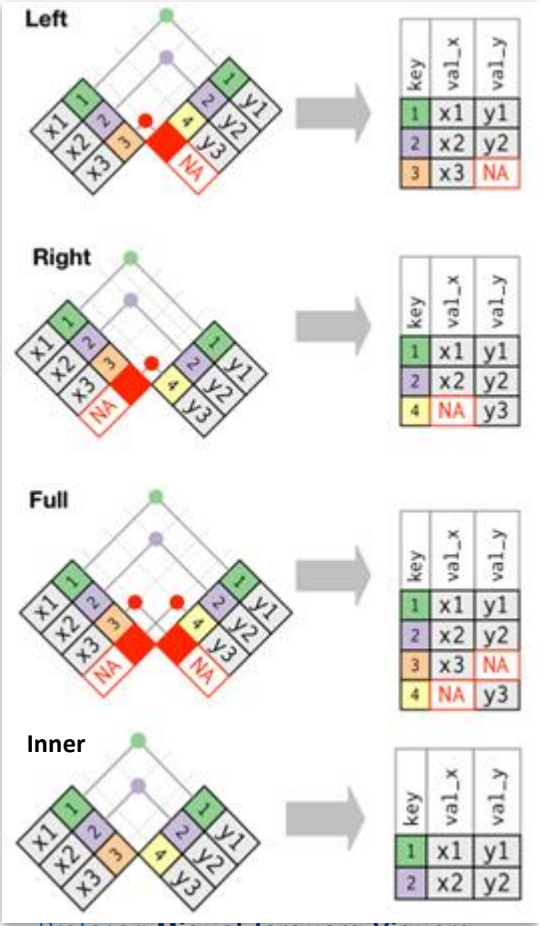 Left
1 1
x1 2 2 y1
x2 3 4 y2
x3 y3
NA
key val_x val_y
1 x1 y1
2 x2 y2
3 x3 NA
Right
1 1
x1 2 2 y1
x2 3 4 y2
x3 y3
NA
key val_x val_y
1 x1 y1
2 x2 y2
4 NA y3
Full
1 1
x1 2 2 y1
x2 3 4 y2
x3 y3
NA NA
key val_x val_y
1 x1 y1
2 x2 y2
3 x3 NA
4 NA y3
Inner
1 1
x1 2 2 y1
x2 3 4 y2
x3 y3
key val_x val_y
1 x1 y1
2 x2 y2